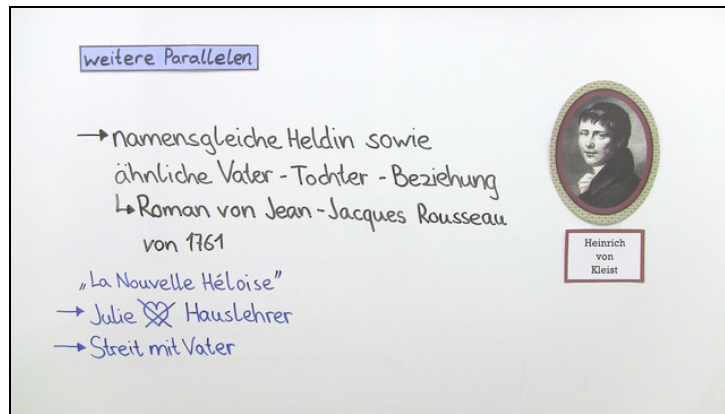 weitere Parallelen
→ namensgleiche Heldin sowie
ähnliche Vater-Tochter-Beziehung
↳ Roman von Jean-Jacques Rousseau
von 1761
„La Nouvelle Héloise"
→ Julie Hauslehrer
→ Streit mit Vater
Heinrich
von
Kleist